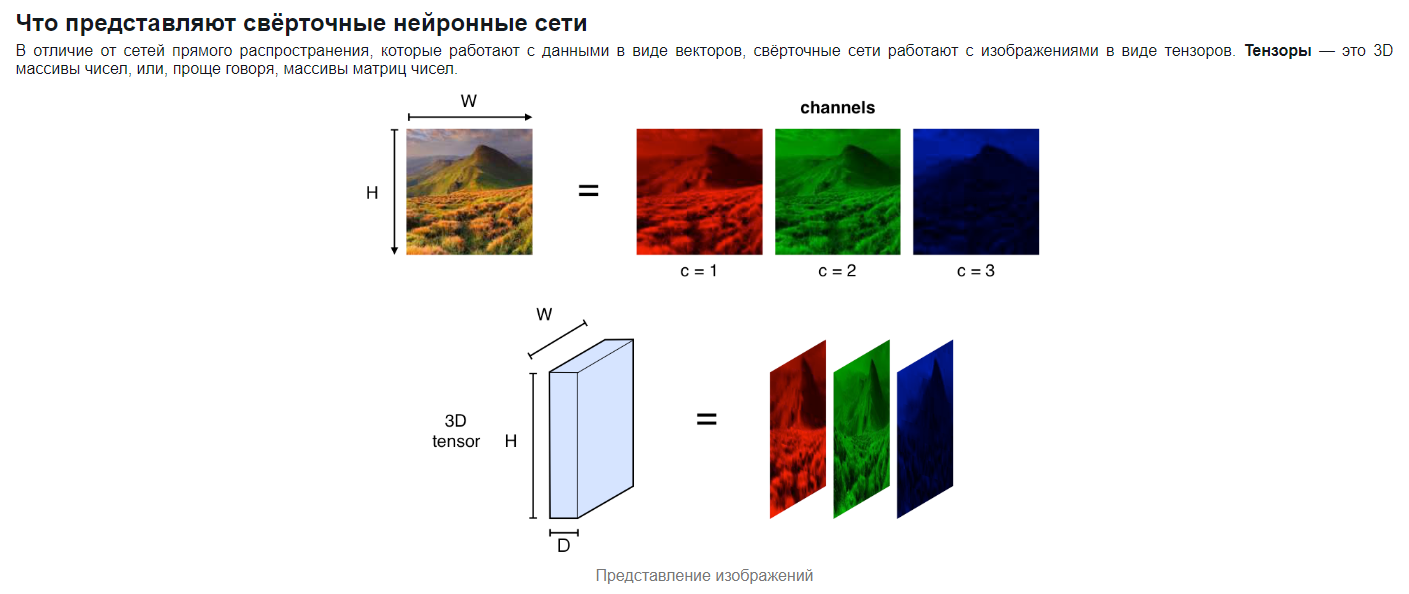 Что представляют свёрточные нейронные сети
В отличие от сетей прямого распространения, которые работают с данными в виде векторов, свёрточные сети работают с изображениями в виде тензоров. Тензоры — это 3D
массивы чисел, или, проще говоря, массивы матриц чисел.
W
channels
H
=
c = 1
c = 2
c = 3
W
3D
tensor
H
=
D
Представление изображений